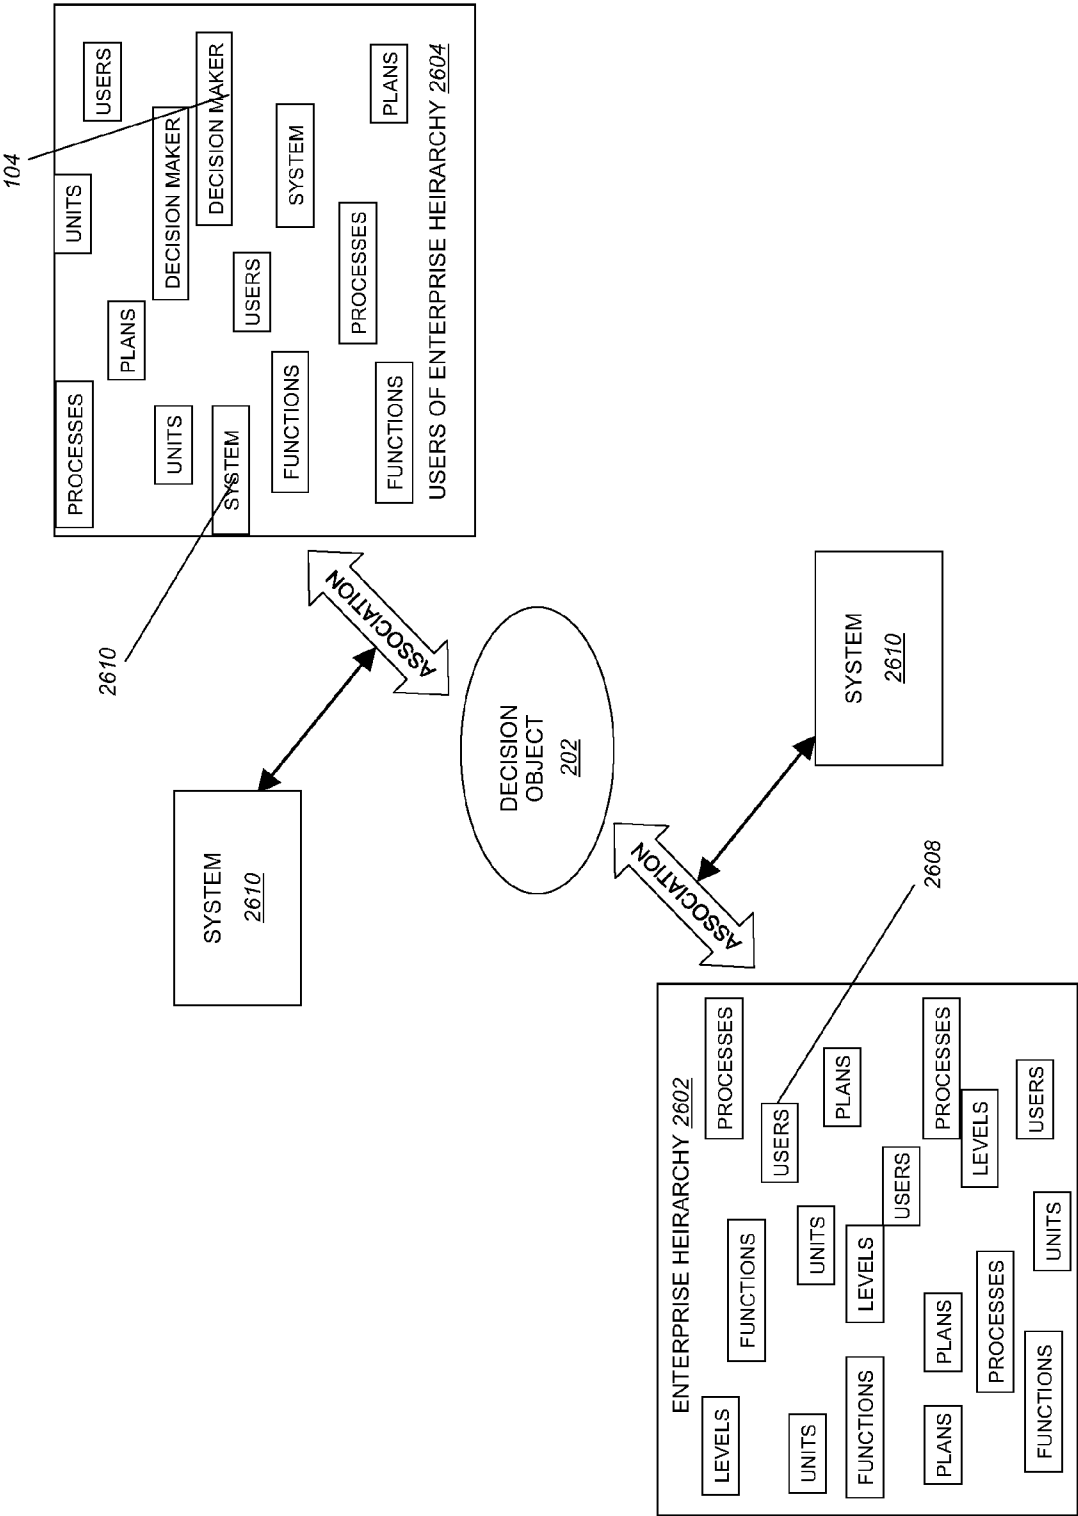 104
2610
PROCESSES
UNITS
USERS
PLANS
UNITS
DECISION MAKER
SYSTEM
DECISION MAKER
USERS
FUNCTIONS
SYSTEM
PROCESSES
FUNCTIONS
PLANS
USERS OF ENTERPRISE HEIRARCHY 2604
SYSTEM
2610
ASSOCIATION
DECISION
OBJECT
202
ASSOCIATION
SYSTEM
2610
2608
ENTERPRISE HEIRARCHY 2602
LEVELS
PROCESSES
FUNCTIONS
USERS
UNITS
UNITS
PLANS
FUNCTIONS
LEVELS
USERS
PLANS
PLANS
PROCESSES
LEVELS
PROCESSES
USERS
FUNCTIONS
UNITS